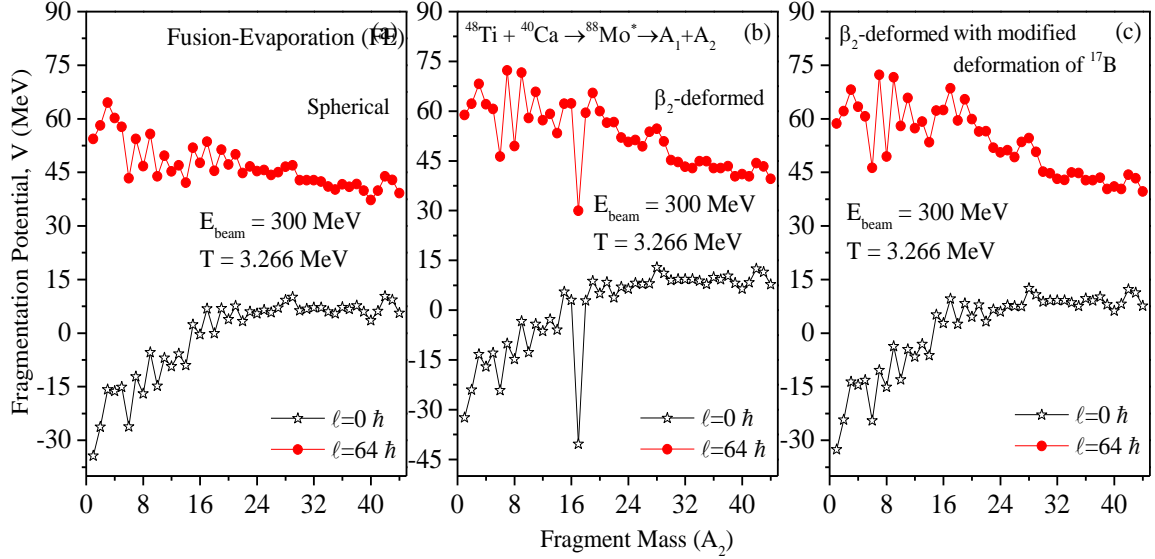 Fragmentation Potential, V (MeV)
90
75
60
45
30
15
0
-15
-30
Fusion-Evaporation (FE)
(a)
Spherical
E_beam = 300 MeV
T = 3.266 MeV
ℓ=0 ħ
ℓ=64 ħ
0 8 16 24 32 40
90
75
60
45
30
15
0
-15
-30
-45
⁴⁸Ti + ⁴⁰Ca →⁸⁸Mo*→A₁+A₂ (b)
β₂-deformed
E_beam = 300 MeV
T = 3.266 MeV
ℓ=0 ħ
ℓ=64 ħ
0 8 16 24 32 40
Fragment Mass (A₂)
90
75
60
45
30
15
0
-15
-30
β₂-deformed with modified (c)
deformation of ¹⁷B
E_beam = 300 MeV
T = 3.266 MeV
ℓ=0 ħ
ℓ=64 ħ
0 8 16 24 32 40